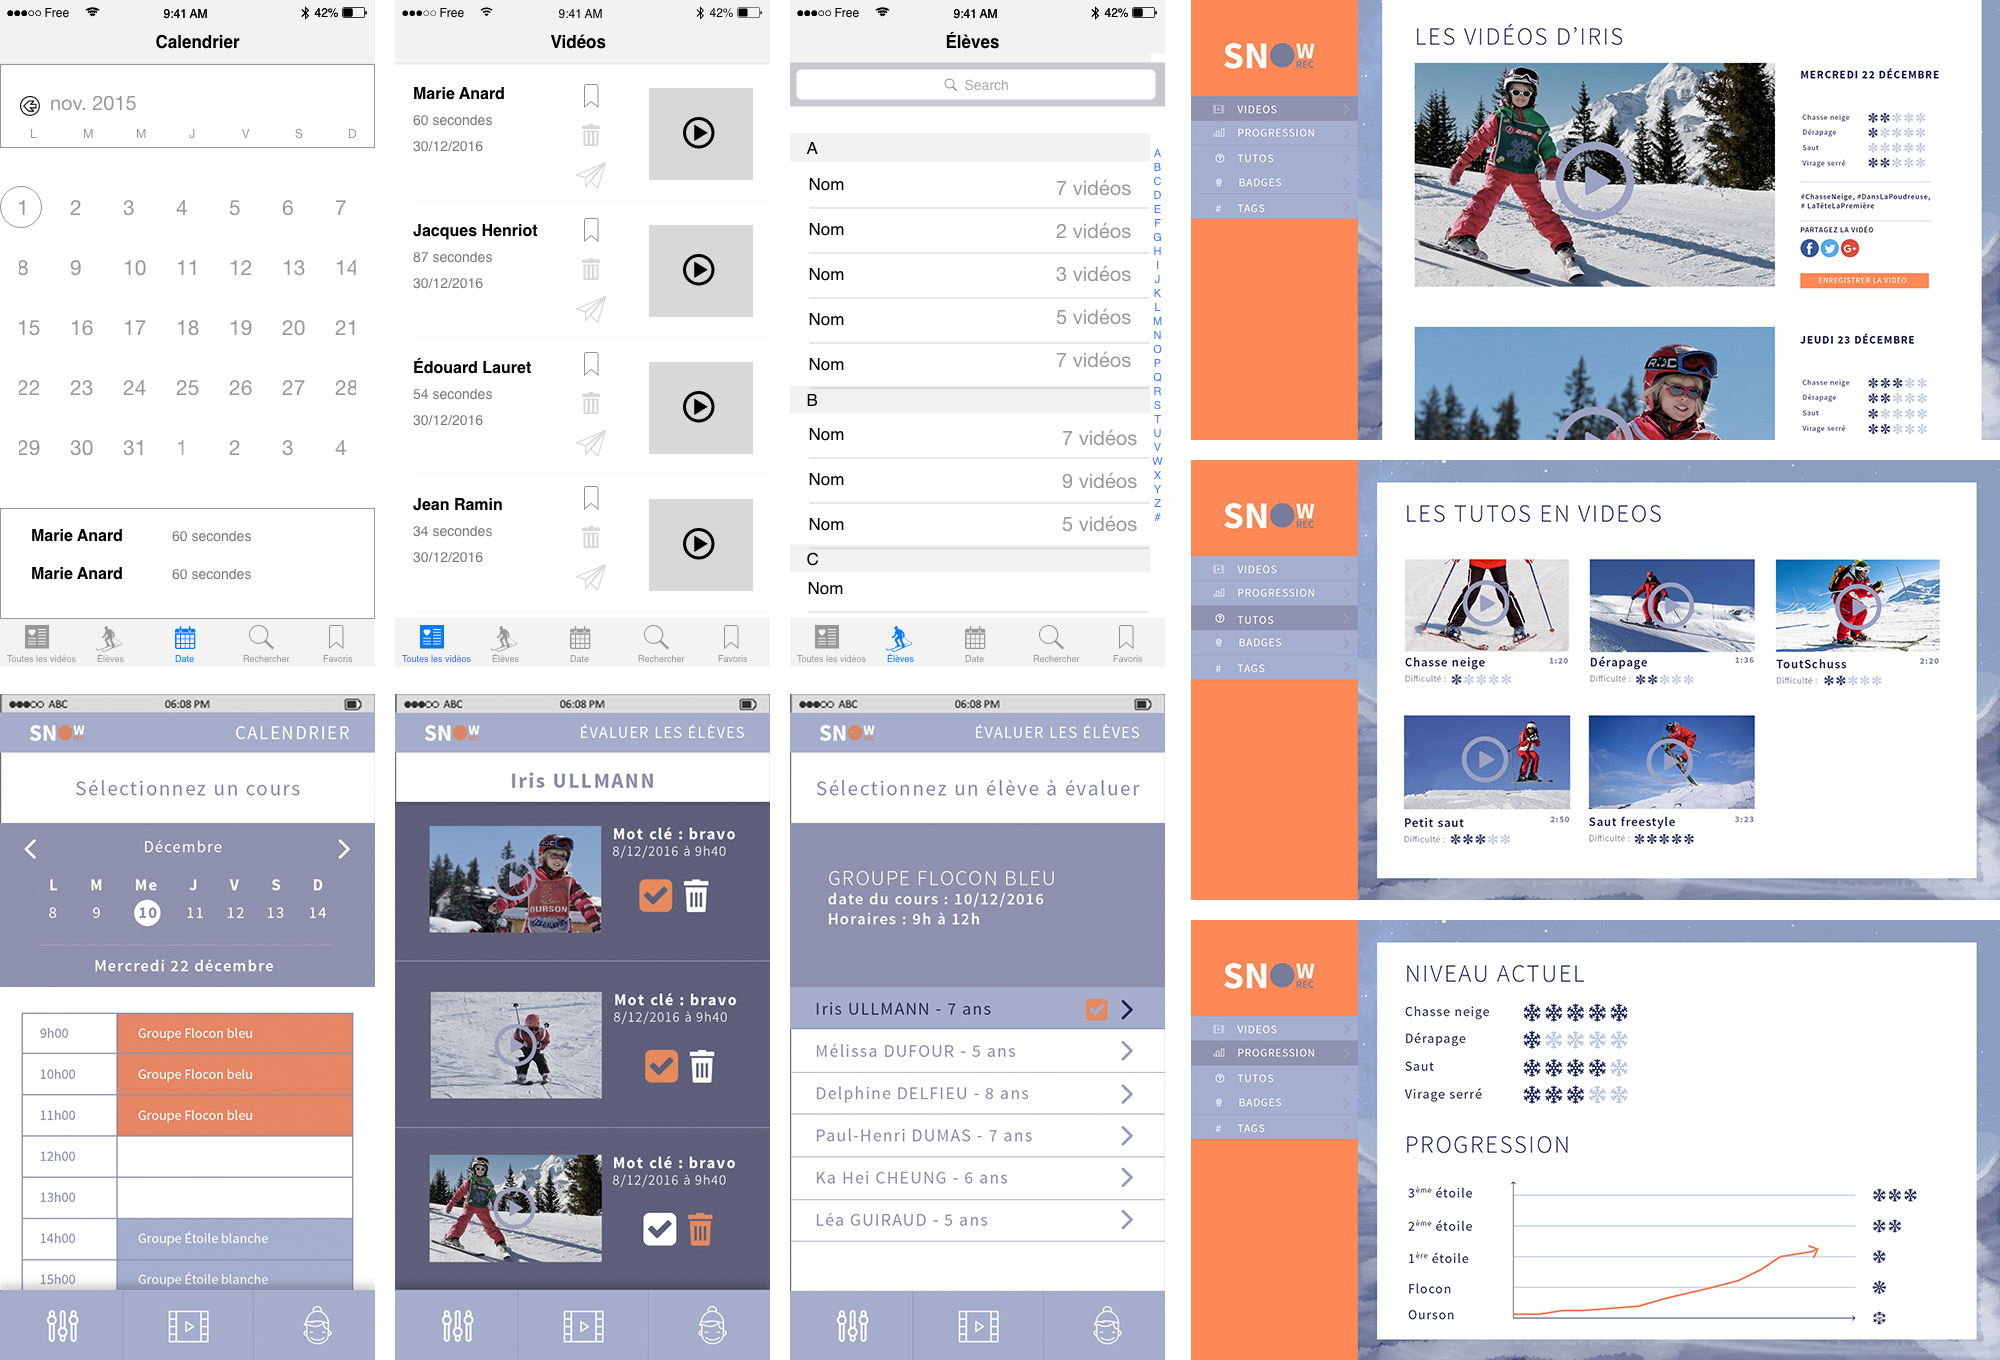 ●●●○○ Free 9:41 AM 42%
Calendrier
nov. 2015
L M M J V S D
1 2 3 4 5 6 7
8 9 10 11 12 13 14
15 16 17 18 19 20 21
22 23 24 25 26 27 28
29 30 31 1 2 3 4
Marie Anard 60 secondes
Marie Anard 60 secondes
Toutes les vidéos Élèves Date Rechercher Favoris
●●●○○ Free 9:41 AM 42%
Vidéos
Marie Anard
60 secondes
30/12/2016
Jacques Henriot
87 secondes
30/12/2016
Édouard Lauret
54 secondes
30/12/2016
Jean Ramin
34 secondes
30/12/2016
Toutes les vidéos Élèves Date Rechercher Favoris
●●●○○ Free 9:41 AM 42%
Élèves
Search
A
Nom 7 vidéos
Nom 2 vidéos
Nom 3 vidéos
Nom 5 vidéos
Nom 7 vidéos
B
Nom 7 vidéos
Nom 9 vidéos
Nom 5 vidéos
C
Nom
A
B
C
D
E
F
G
H
I
J
K
L
M
N
O
P
Q
R
S
T
U
V
W
X
Y
Z
#
Toutes les vidéos Élèves Date Rechercher Favoris
SNOW REC
VIDEOS
PROGRESSION
TUTOS
BADGES
# TAGS
LES VIDÉOS D'IRIS
MERCREDI 22 DÉCEMBRE
Chasse neige
Dérapage
Saut
Virage serré
#ChasseNeige, #DansLaPoudreuse,
# LaTêteLaPremière
PARTAGEZ LA VIDÉO
ENREGISTRER LA VIDÉO
JEUDI 23 DÉCEMBRE
Chasse neige
Dérapage
Saut
Virage serré
SNOW REC
VIDEOS
PROGRESSION
TUTOS
BADGES
# TAGS
LES TUTOS EN VIDEOS
Chasse neige 1:20
Difficulté :
Dérapage 1:36
Difficulté :
ToutSchuss 2:20
Difficulté :
Petit saut 2:50
Difficulté :
Saut freestyle 3:23
Difficulté :
SNOW REC
VIDEOS
PROGRESSION
TUTOS
BADGES
# TAGS
NIVEAU ACTUEL
Chasse neige
Dérapage
Saut
Virage serré
PROGRESSION
3ème étoile
2ème étoile
1ère étoile
Flocon
Ourson
●●●○○ ABC 06:08 PM
SNOW REC CALENDRIER
Sélectionnez un cours
Décembre
L M Me J V S D
8 9 10 11 12 13 14
Mercredi 22 décembre
9h00 Groupe Flocon bleu
10h00 Groupe Flocon belu
11h00 Groupe Flocon bleu
12h00
13h00
14h00 Groupe Étoile blanche
15h00 Groupe Étoile blanche
●●●○○ ABC 06:08 PM
SNOW REC ÉVALUER LES ÉLÈVES
Iris ULLMANN
Mot clé : bravo
8/12/2016 à 9h40
OURSON
Mot clé : bravo
8/12/2016 à 9h40
Mot clé : bravo
8/12/2016 à 9h40
●●●○○ ABC 06:08 PM
SNOW REC ÉVALUER LES ÉLÈVES
Sélectionnez un élève à évaluer
GROUPE FLOCON BLEU
date du cours : 10/12/2016
Horaires : 9h à 12h
Iris ULLMANN - 7 ans
Mélissa DUFOUR - 5 ans
Delphine DELFIEU - 8 ans
Paul-Henri DUMAS - 7 ans
Ka Hei CHEUNG - 6 ans
Léa GUIRAUD - 5 ans